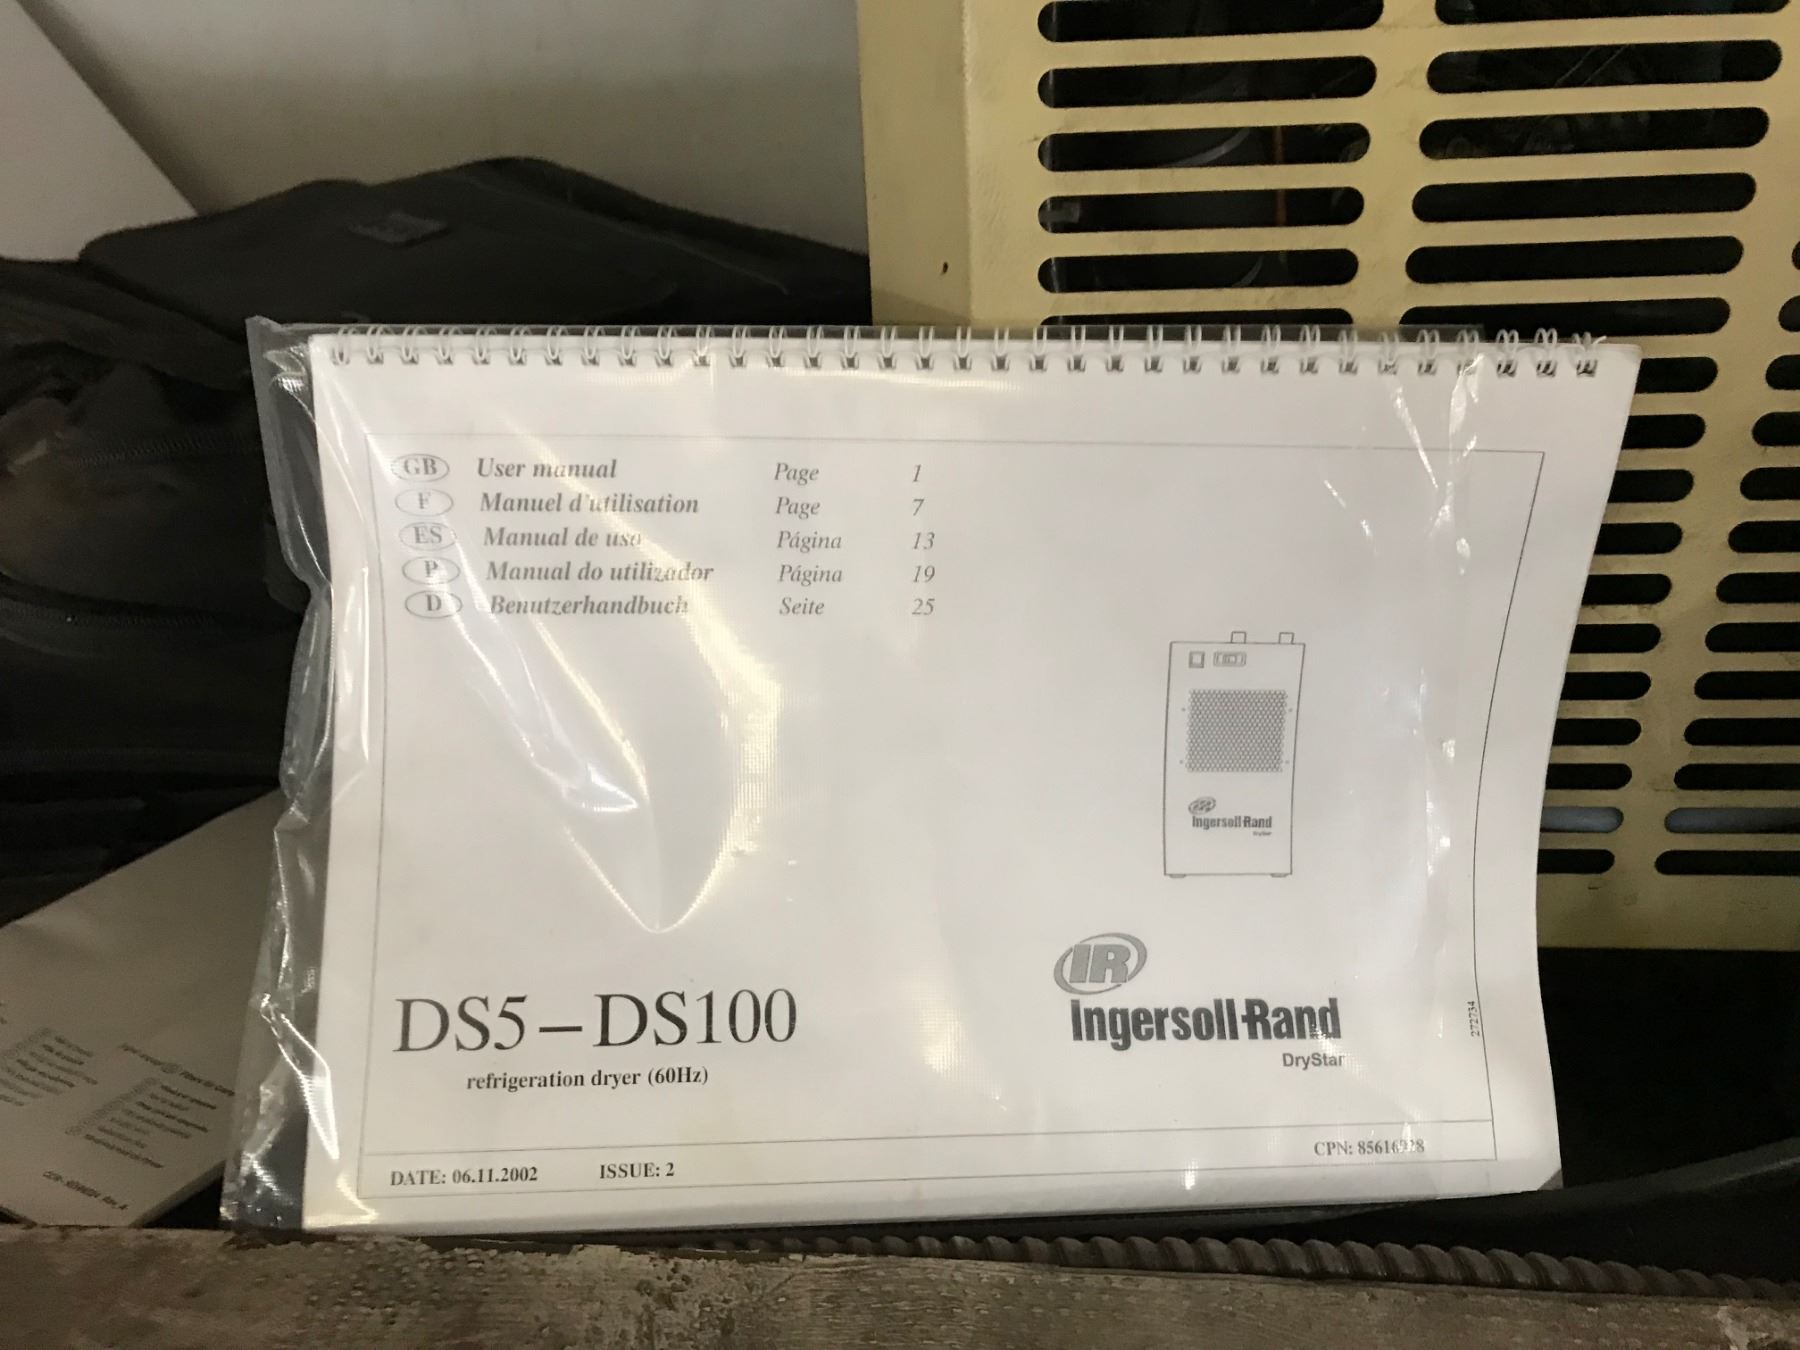 GB User manual Page 1
F Manuel d'utilisation Page 7
ES Manual de uso Página 13
P Manual do utilizador Página 19
D Benutzerhandbuch Seite 25
IR
Ingersoll-Rand
DryStar
DS5 – DS100
refrigeration dryer (60Hz)
IR
Ingersoll-Rand
DryStar
272734
DATE: 06.11.2002 ISSUE: 2
CPN: